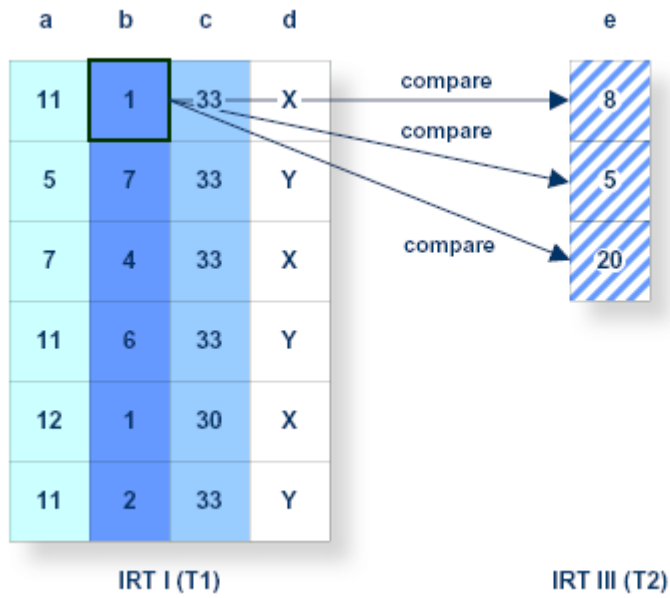 a b c d e
compare
11 1 33 X 8
compare
5 7 33 Y 5
compare
7 4 33 X 20
11 6 33 Y
12 1 30 X
11 2 33 Y
IRT I (T1) IRT III (T2)